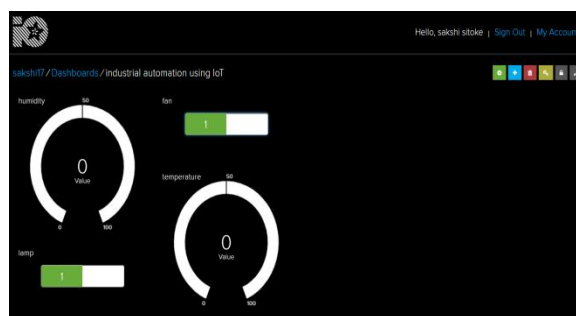 Hello, sakshi sitoke | Sign Out | My Account
sakshi17 / Dashboards / industrial automation using IoT
humidity
50
0
Value
0
100
fan
1
temperature
50
0
Value
0
100
lamp
1